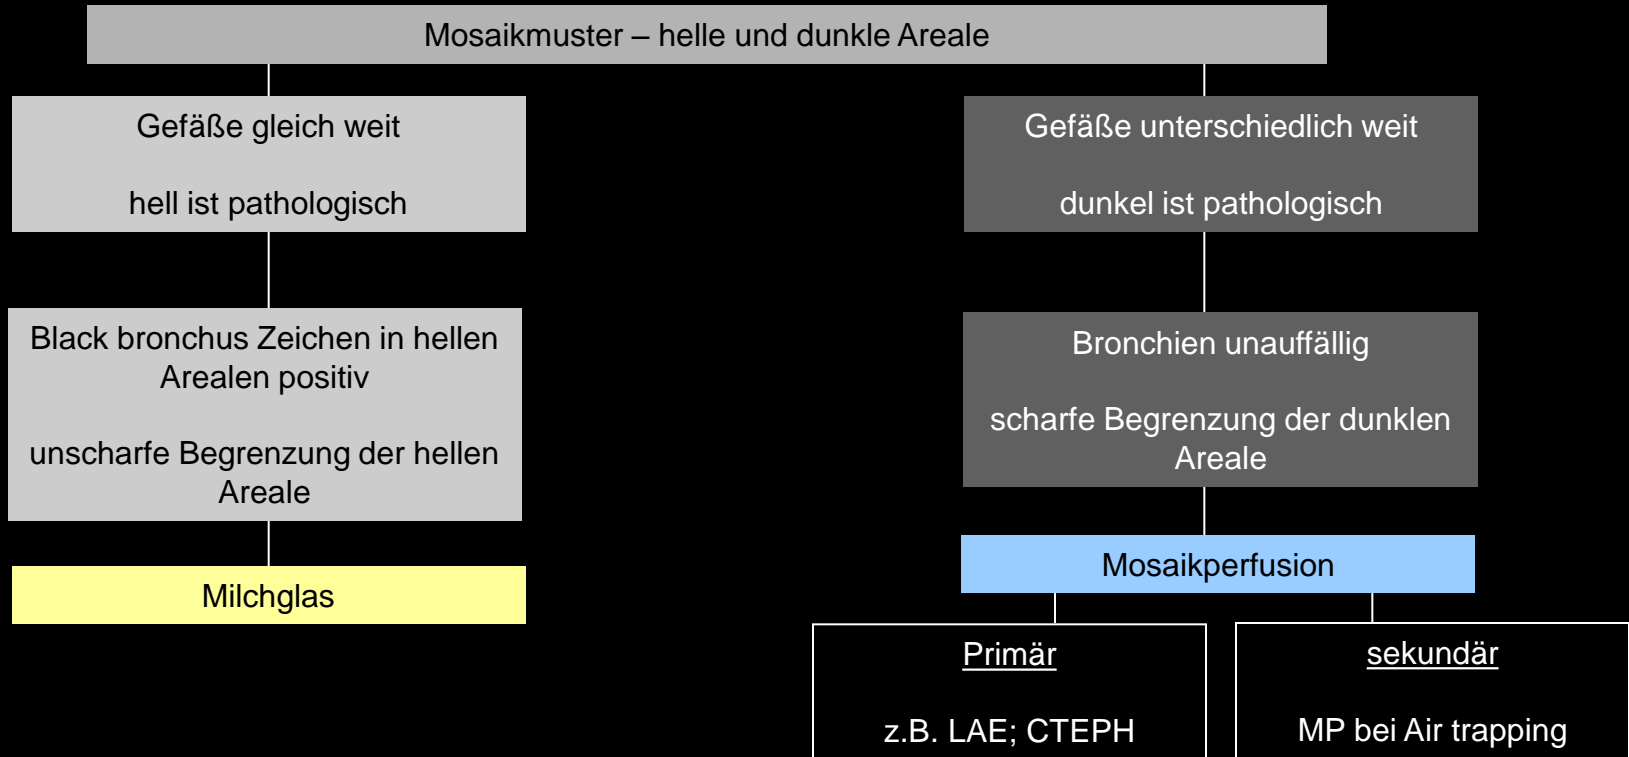 Mosaikmuster – helle und dunkle Areale
Gefäße gleich weit
hell ist pathologisch
Black bronchus Zeichen in hellen
Arealen positiv
unscharfe Begrenzung der hellen
Areale
Milchglas
Gefäße unterschiedlich weit
dunkel ist pathologisch
Bronchien unauffällig
scharfe Begrenzung der dunklen
Areale
Mosaikperfusion
Primär
z.B. LAE; CTEPH
sekundär
MP bei Air trapping